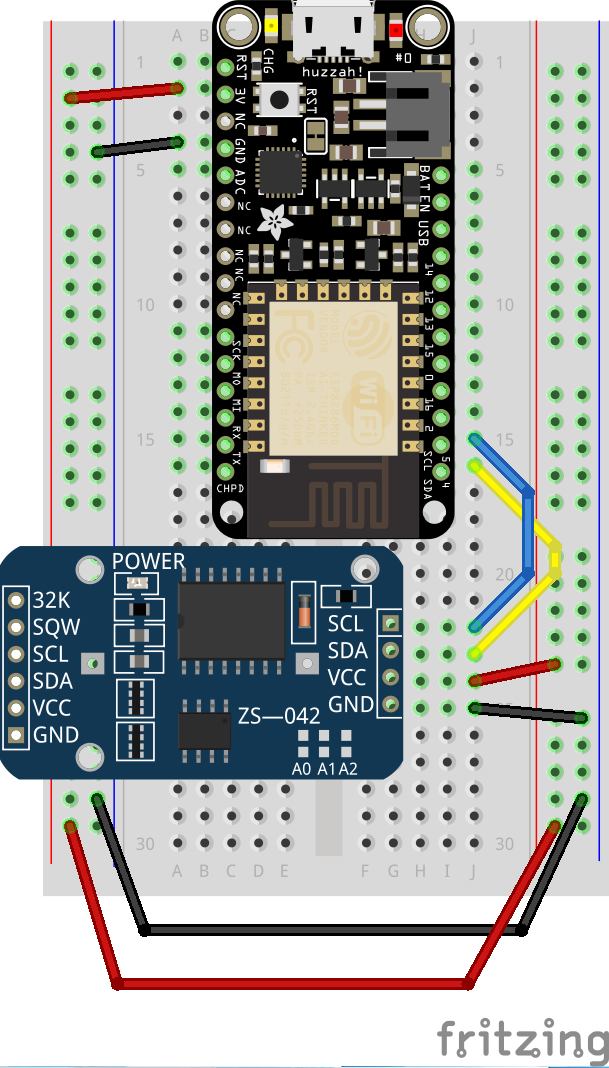 A B J
1 1
CHG #0
huzzah!
RST
RST
3V
NC
GND
ADC
NC
NC
NC
NC
NC
SCK
MO
MI
RX
TX
CHPD
BAT
EN
USB
14
12
13
15
0
16
2
5
4
SCL
SDA
FC
WiFi
5 5
10 10
15 15
20
POWER
32K
SQW
SCL
SDA
VCC
GND
SCL
SDA
VCC
GND
ZS—042
A0 A1 A2
30 30
A B C D E F G H I J
fritzing